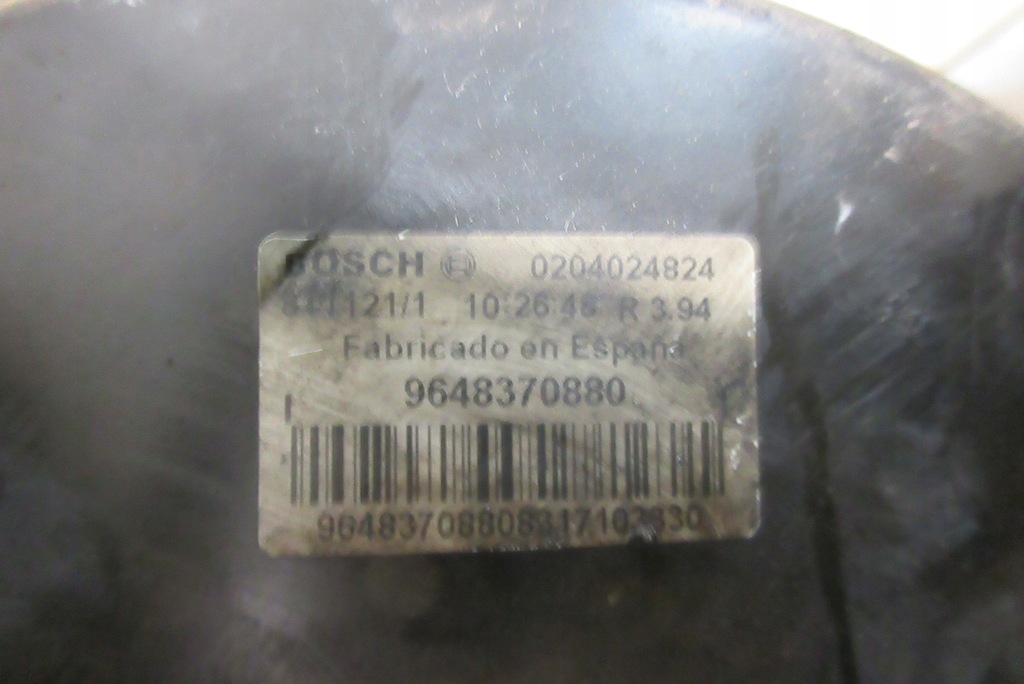 BOSCH 0204024824
10:26:46 R 3.94
Fabricado en España
9648370880